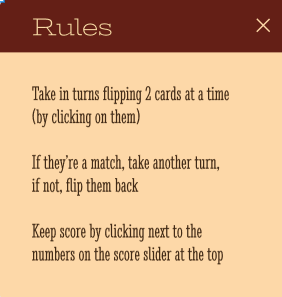 Rules
Take in turns flipping 2 cards at a time
(by clicking on them)
If they're a match, take another turn,
if not, flip them back
Keep score by clicking next to the
numbers on the score slider at the top